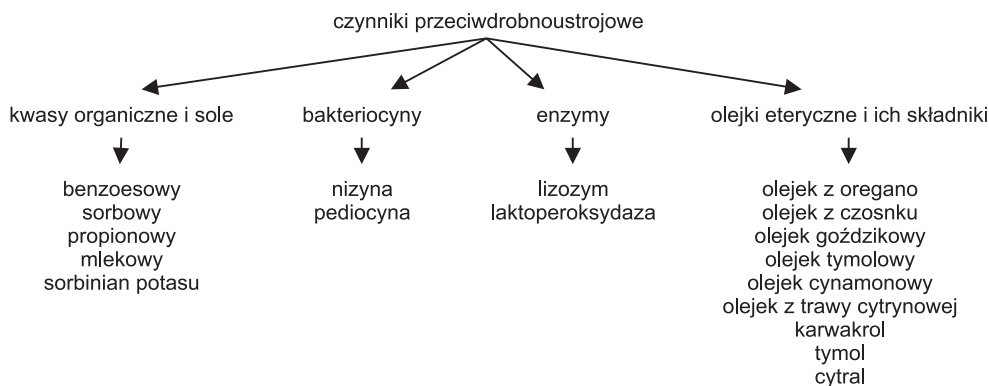 czynniki przeciwdrobnoustrojowe
kwasy organiczne i sole
benzoesowy
sorbowy
propionowy
mlekowy
sorbinian potasu
bakteriocyny
nizyna
pediocyna
enzymy
lizozym
laktoperoksydaza
olejki eteryczne i ich składniki
olejek z oregano
olejek z czosnku
olejek goździkowy
olejek tymolowy
olejek cynamonowy
olejek z trawy cytrynowej
karwakrol
tymol
cytral